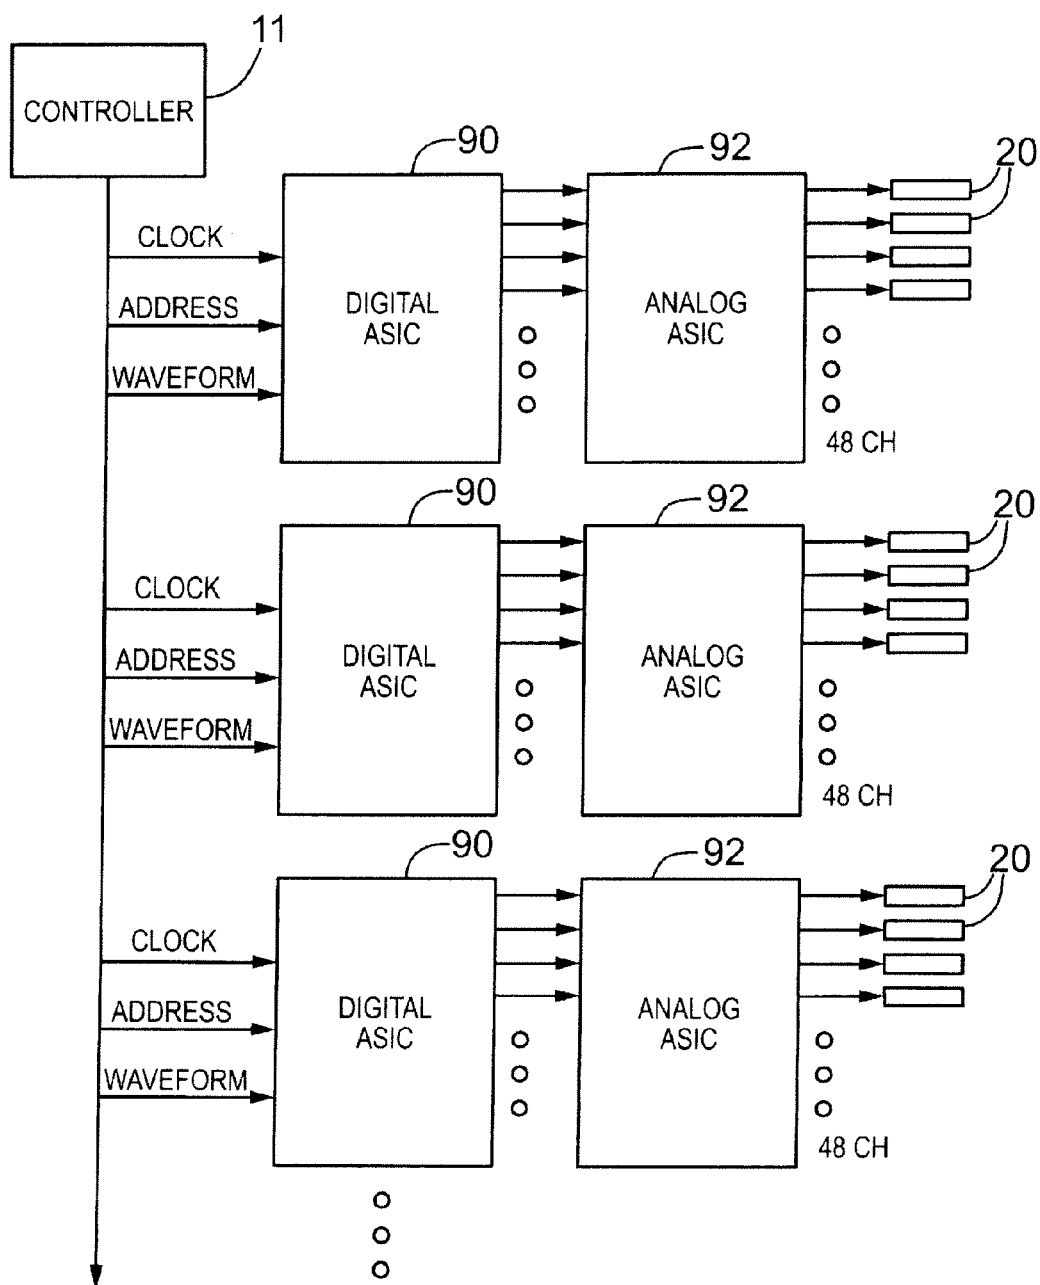 11
CONTROLLER
90
92
20
CLOCK
ADDRESS
WAVEFORM
DIGITAL
ASIC
ANALOG
ASIC
48 CH
90
92
20
CLOCK
ADDRESS
WAVEFORM
DIGITAL
ASIC
ANALOG
ASIC
48 CH
90
92
20
CLOCK
ADDRESS
WAVEFORM
DIGITAL
ASIC
ANALOG
ASIC
48 CH